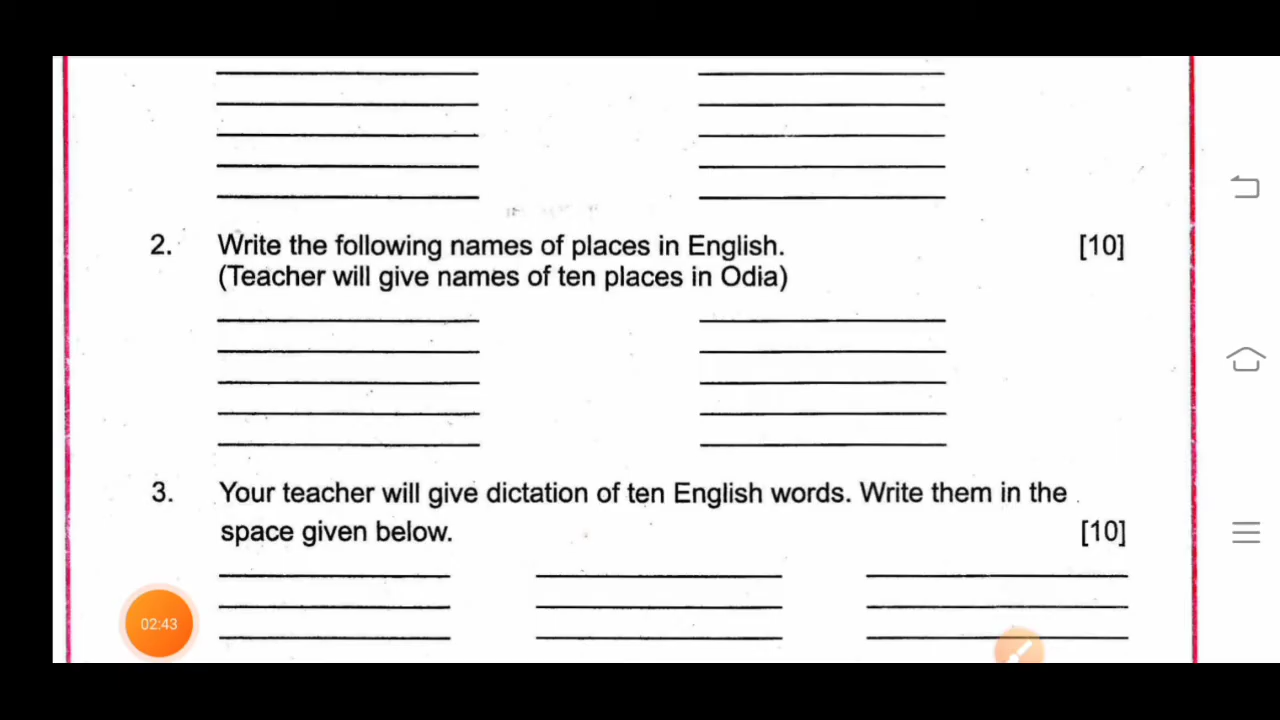 2. Write the following names of places in English. [10]
(Teacher will give names of ten places in Odia)
3. Your teacher will give dictation of ten English words. Write them in the
space given below. [10]
02:43